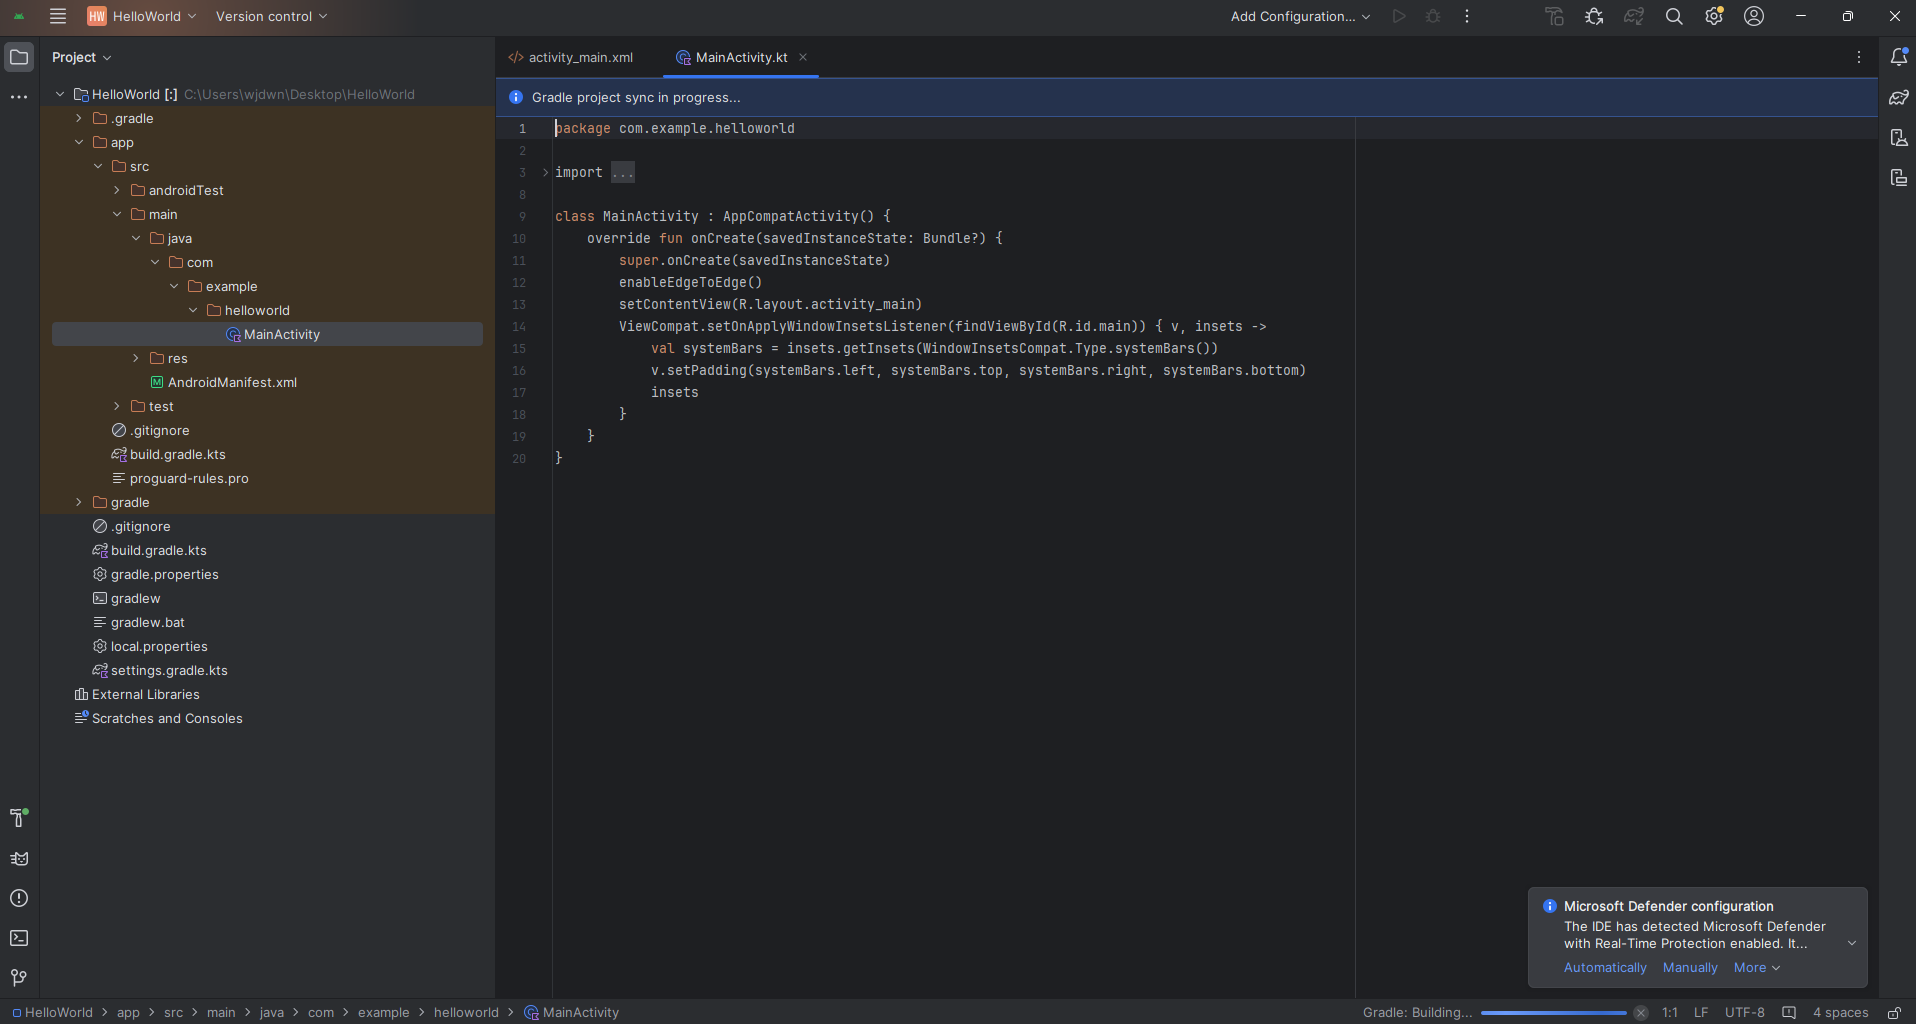 HW HelloWorld Version control Add Configuration...
Project
activity_main.xml MainActivity.kt
HelloWorld [:] C:\Users\wjdwn\Desktop\HelloWorld
.gradle
app
src
androidTest
main
java
com
example
helloworld
MainActivity
res
AndroidManifest.xml
test
.gitignore
build.gradle.kts
proguard-rules.pro
gradle
.gitignore
build.gradle.kts
gradle.properties
gradlew
gradlew.bat
local.properties
settings.gradle.kts
External Libraries
Scratches and Consoles
Gradle project sync in progress...
1 package com.example.helloworld
2
3 import ...
8
9 class MainActivity : AppCompatActivity() {
10 override fun onCreate(savedInstanceState: Bundle?) {
11 super.onCreate(savedInstanceState)
12 enableEdgeToEdge()
13 setContentView(R.layout.activity_main)
14 ViewCompat.setOnApplyWindowInsetsListener(findViewById(R.id.main)) { v, insets ->
15 val systemBars = insets.getInsets(WindowInsetsCompat.Type.systemBars())
16 v.setPadding(systemBars.left, systemBars.top, systemBars.right, systemBars.bottom)
17 insets
18 }
19 }
20 }
Microsoft Defender configuration
The IDE has detected Microsoft Defender
with Real-Time Protection enabled. It...
Automatically Manually More
HelloWorld > app > src > main > java > com > example > helloworld > MainActivity
Gradle: Building... 1:1 LF UTF-8 4 spaces